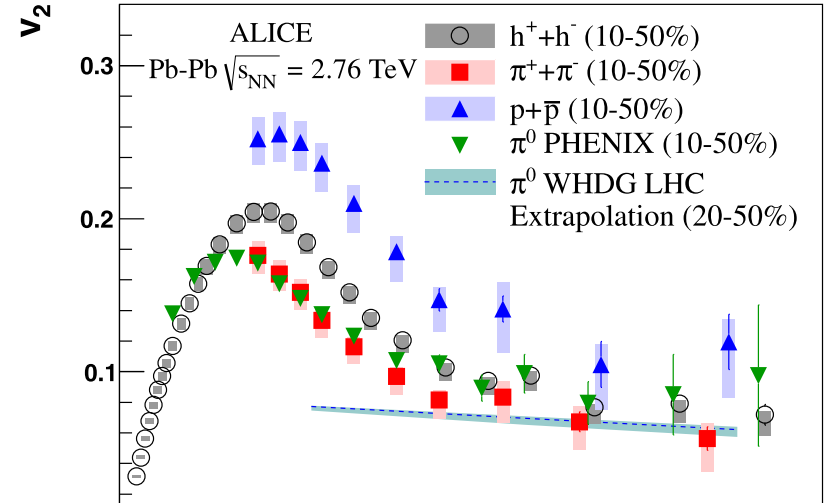 v2
ALICE
Pb-Pb √sNN = 2.76 TeV
h⁺+h⁻ (10-50%)
π⁺+π⁻ (10-50%)
p+p̅ (10-50%)
π⁰ PHENIX (10-50%)
π⁰ WHDG LHC
Extrapolation (20-50%)
0.3
0.2
0.1